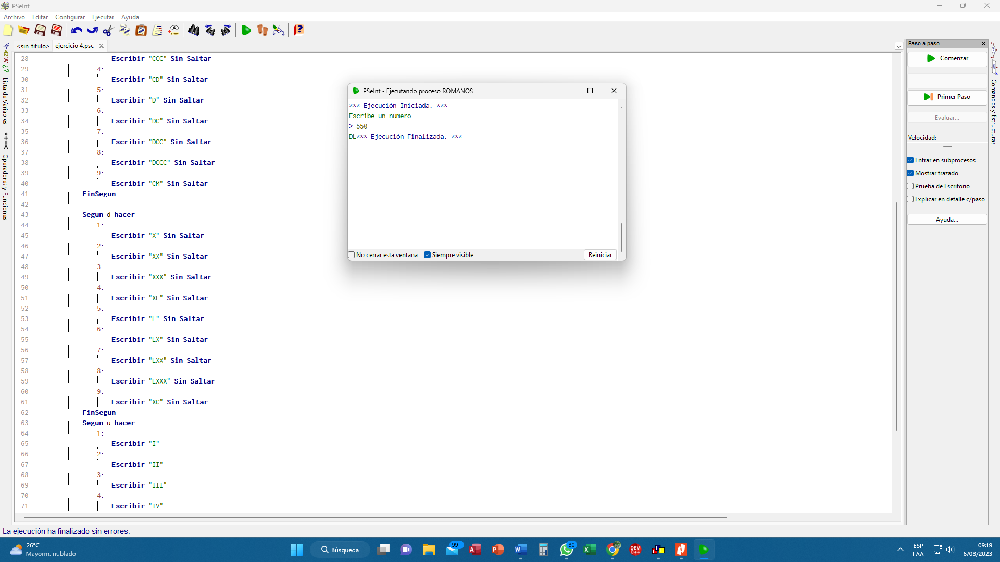 PSeInt
Archivo Editar Configurar Ejecutar Ayuda
<sin_titulo> ejercicio 4.psc
28 Escribir "CCC" Sin Saltar
29 4:
30 Escribir "CD" Sin Saltar
31 5:
32 Escribir "D" Sin Saltar
33 6:
34 Escribir "DC" Sin Saltar
35 7:
36 Escribir "DCC" Sin Saltar
37 8:
38 Escribir "DCCC" Sin Saltar
39 9:
40 Escribir "CM" Sin Saltar
41 FinSegun
42
43 Segun d hacer
44 1:
45 Escribir "X" Sin Saltar
46 2:
47 Escribir "XX" Sin Saltar
48 3:
49 Escribir "XXX" Sin Saltar
50 4:
51 Escribir "XL" Sin Saltar
52 5:
53 Escribir "L" Sin Saltar
54 6:
55 Escribir "LX" Sin Saltar
56 7:
57 Escribir "LXX" Sin Saltar
58 8:
59 Escribir "LXXX" Sin Saltar
60 9:
61 Escribir "XC" Sin Saltar
62 FinSegun
63 Segun u hacer
64 1:
65 Escribir "I"
66 2:
67 Escribir "II"
68 3:
69 Escribir "III"
70 4:
71 Escribir "IV"
Lista de Variables
*+=< Operadores y Funciones
PSeInt - Ejecutando proceso ROMANOS
*** Ejecución Iniciada. ***
Escribe un numero
> 550
DL*** Ejecución Finalizada. ***
No cerrar esta ventana Siempre visible Reiniciar
Paso a paso
Comenzar
Primer Paso
Evaluar...
Velocidad:
Entrar en subprocesos
Mostrar trazado
Prueba de Escritorio
Explicar en detalle c/paso
Ayuda...
Comandos y Estructuras
La ejecución ha finalizado sin errores.
26°C
Mayorm. nublado
Búsqueda
99+
30
DEV C++
ESP
LAA
09:19
6/03/2023